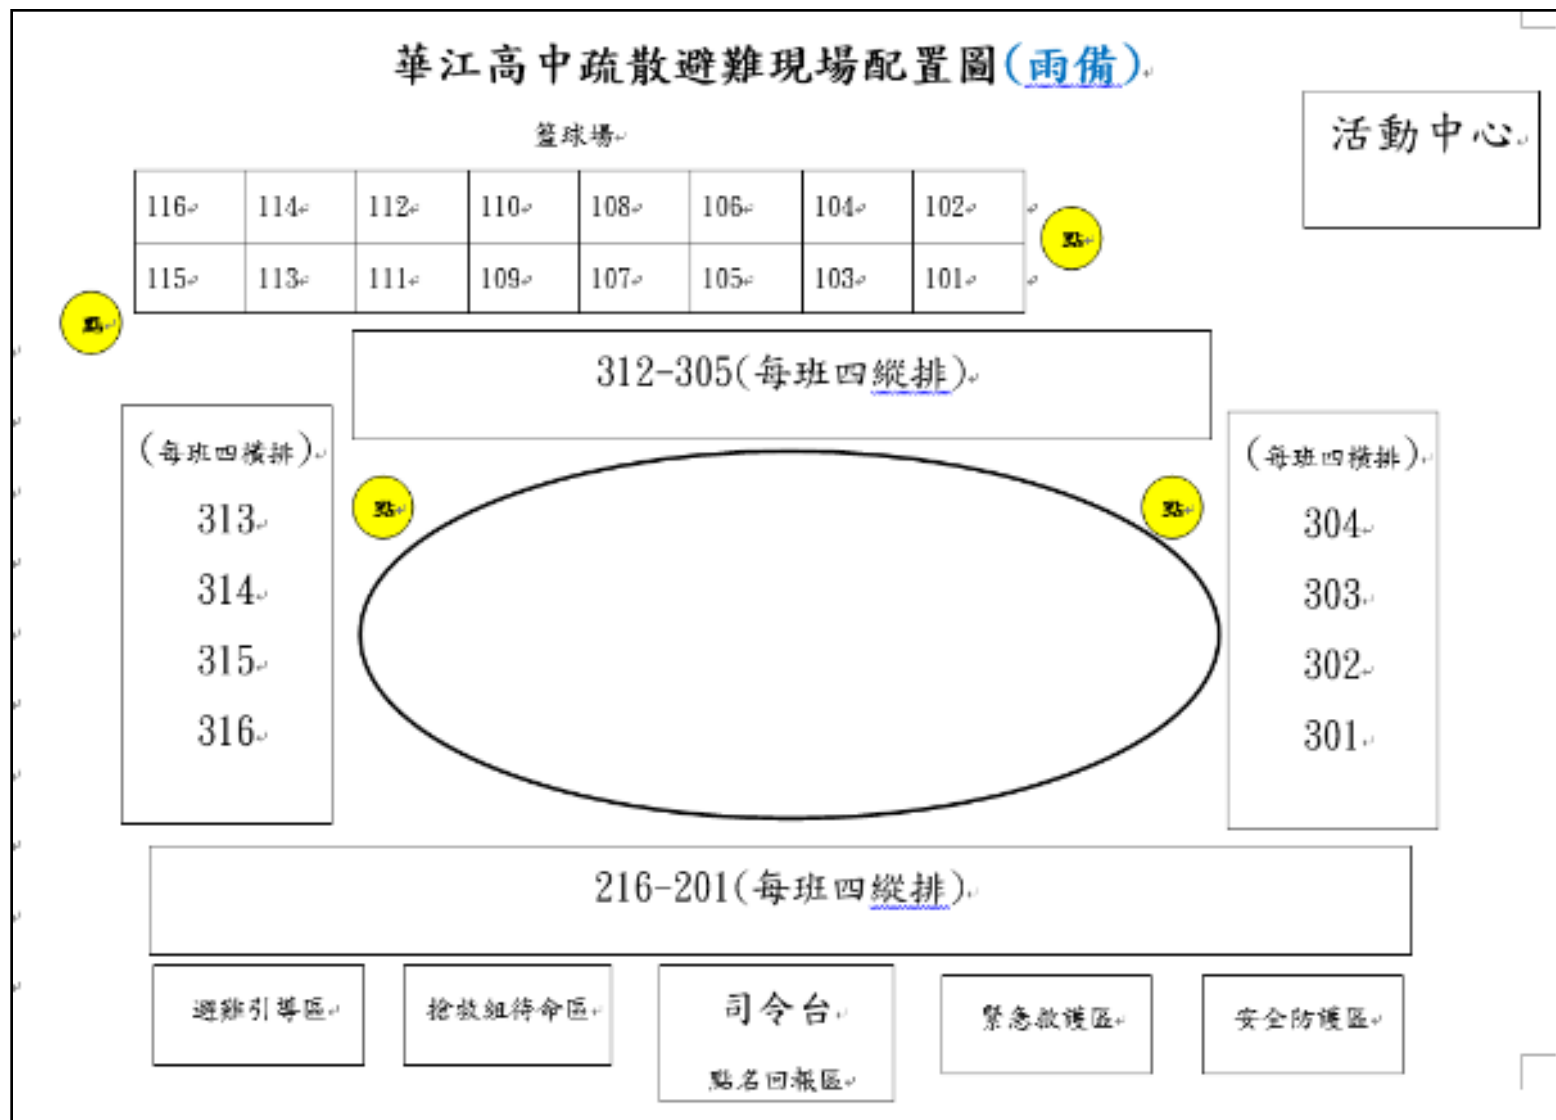 華江高中疏散避難現場配置圖(雨備)
活動中心
籃球場
116 114 112 110 108 106 104 102
點
115 113 111 109 107 105 103 101
點
312-305(每班四縱排)
(每班四橫排)
313
314
315
316
點
點
(每班四橫排)
304
303
302
301
216-201(每班四縱排)
避難引導區
搶救組待命區
司令台
點名回報區
緊急救護區
安全防護區